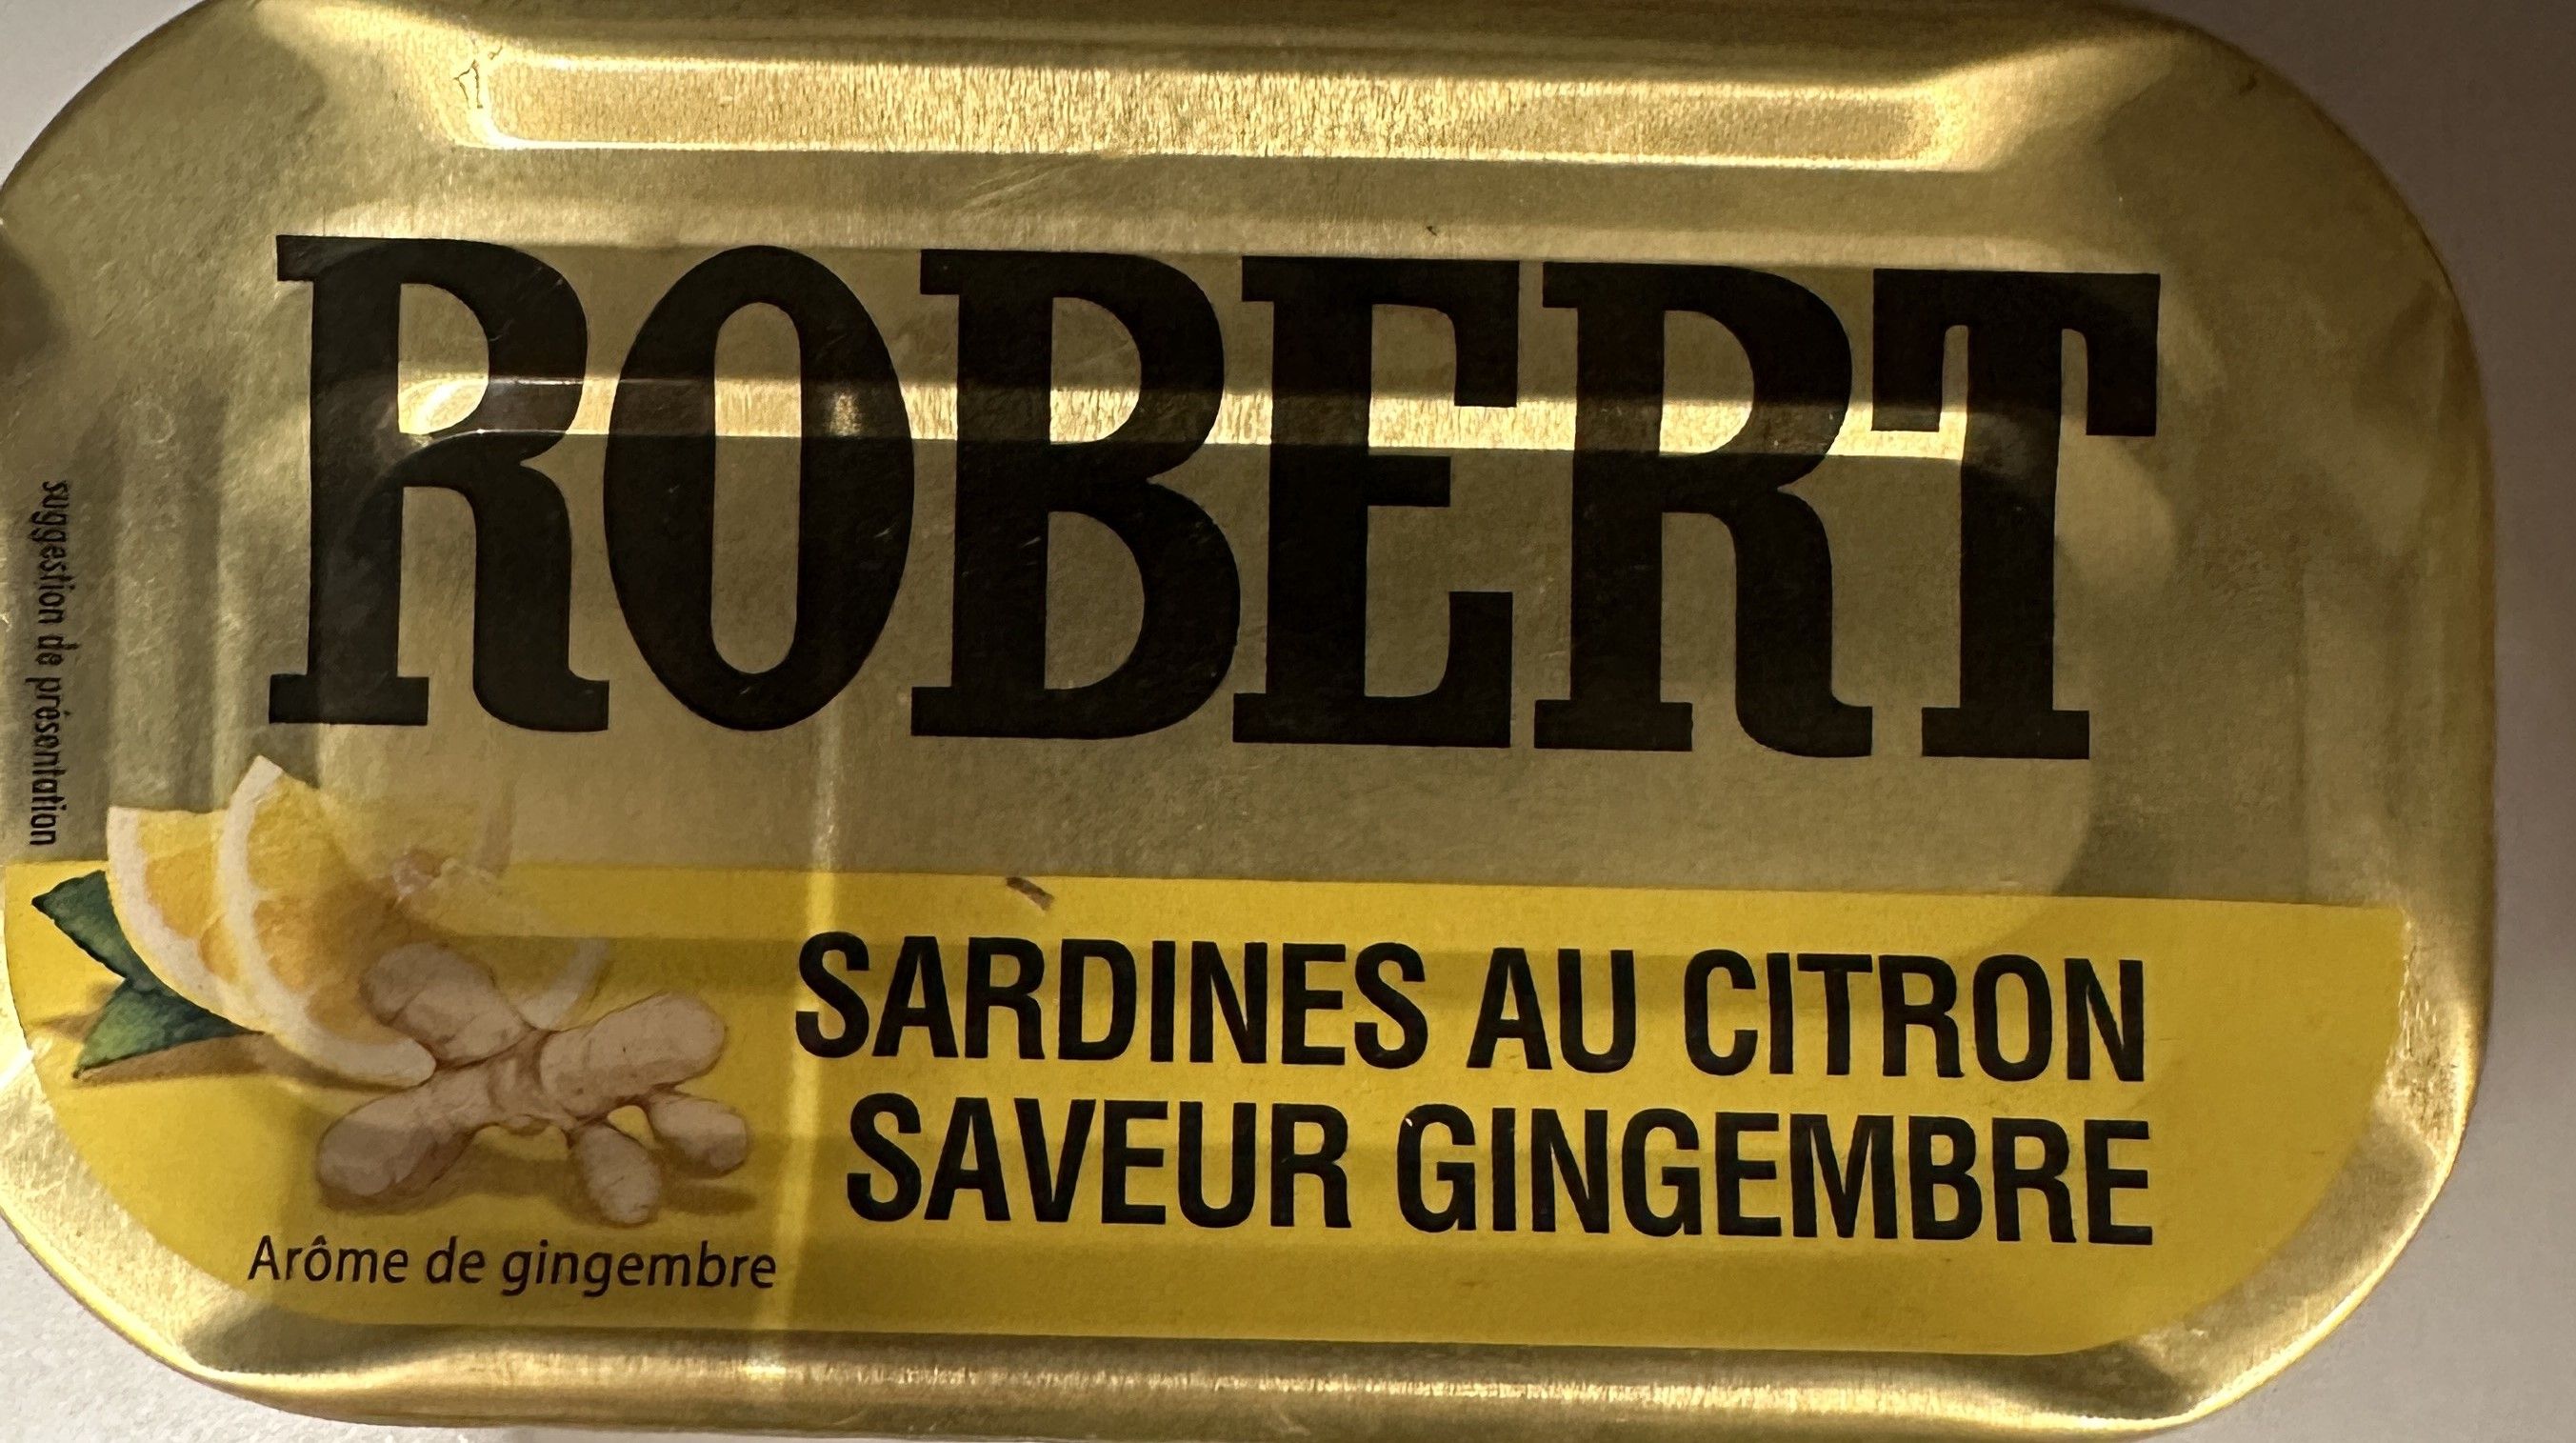 ROBERT
suggestion de présentation
SARDINES AU CITRON
SAVEUR GINGEMBRE
Arôme de gingembre